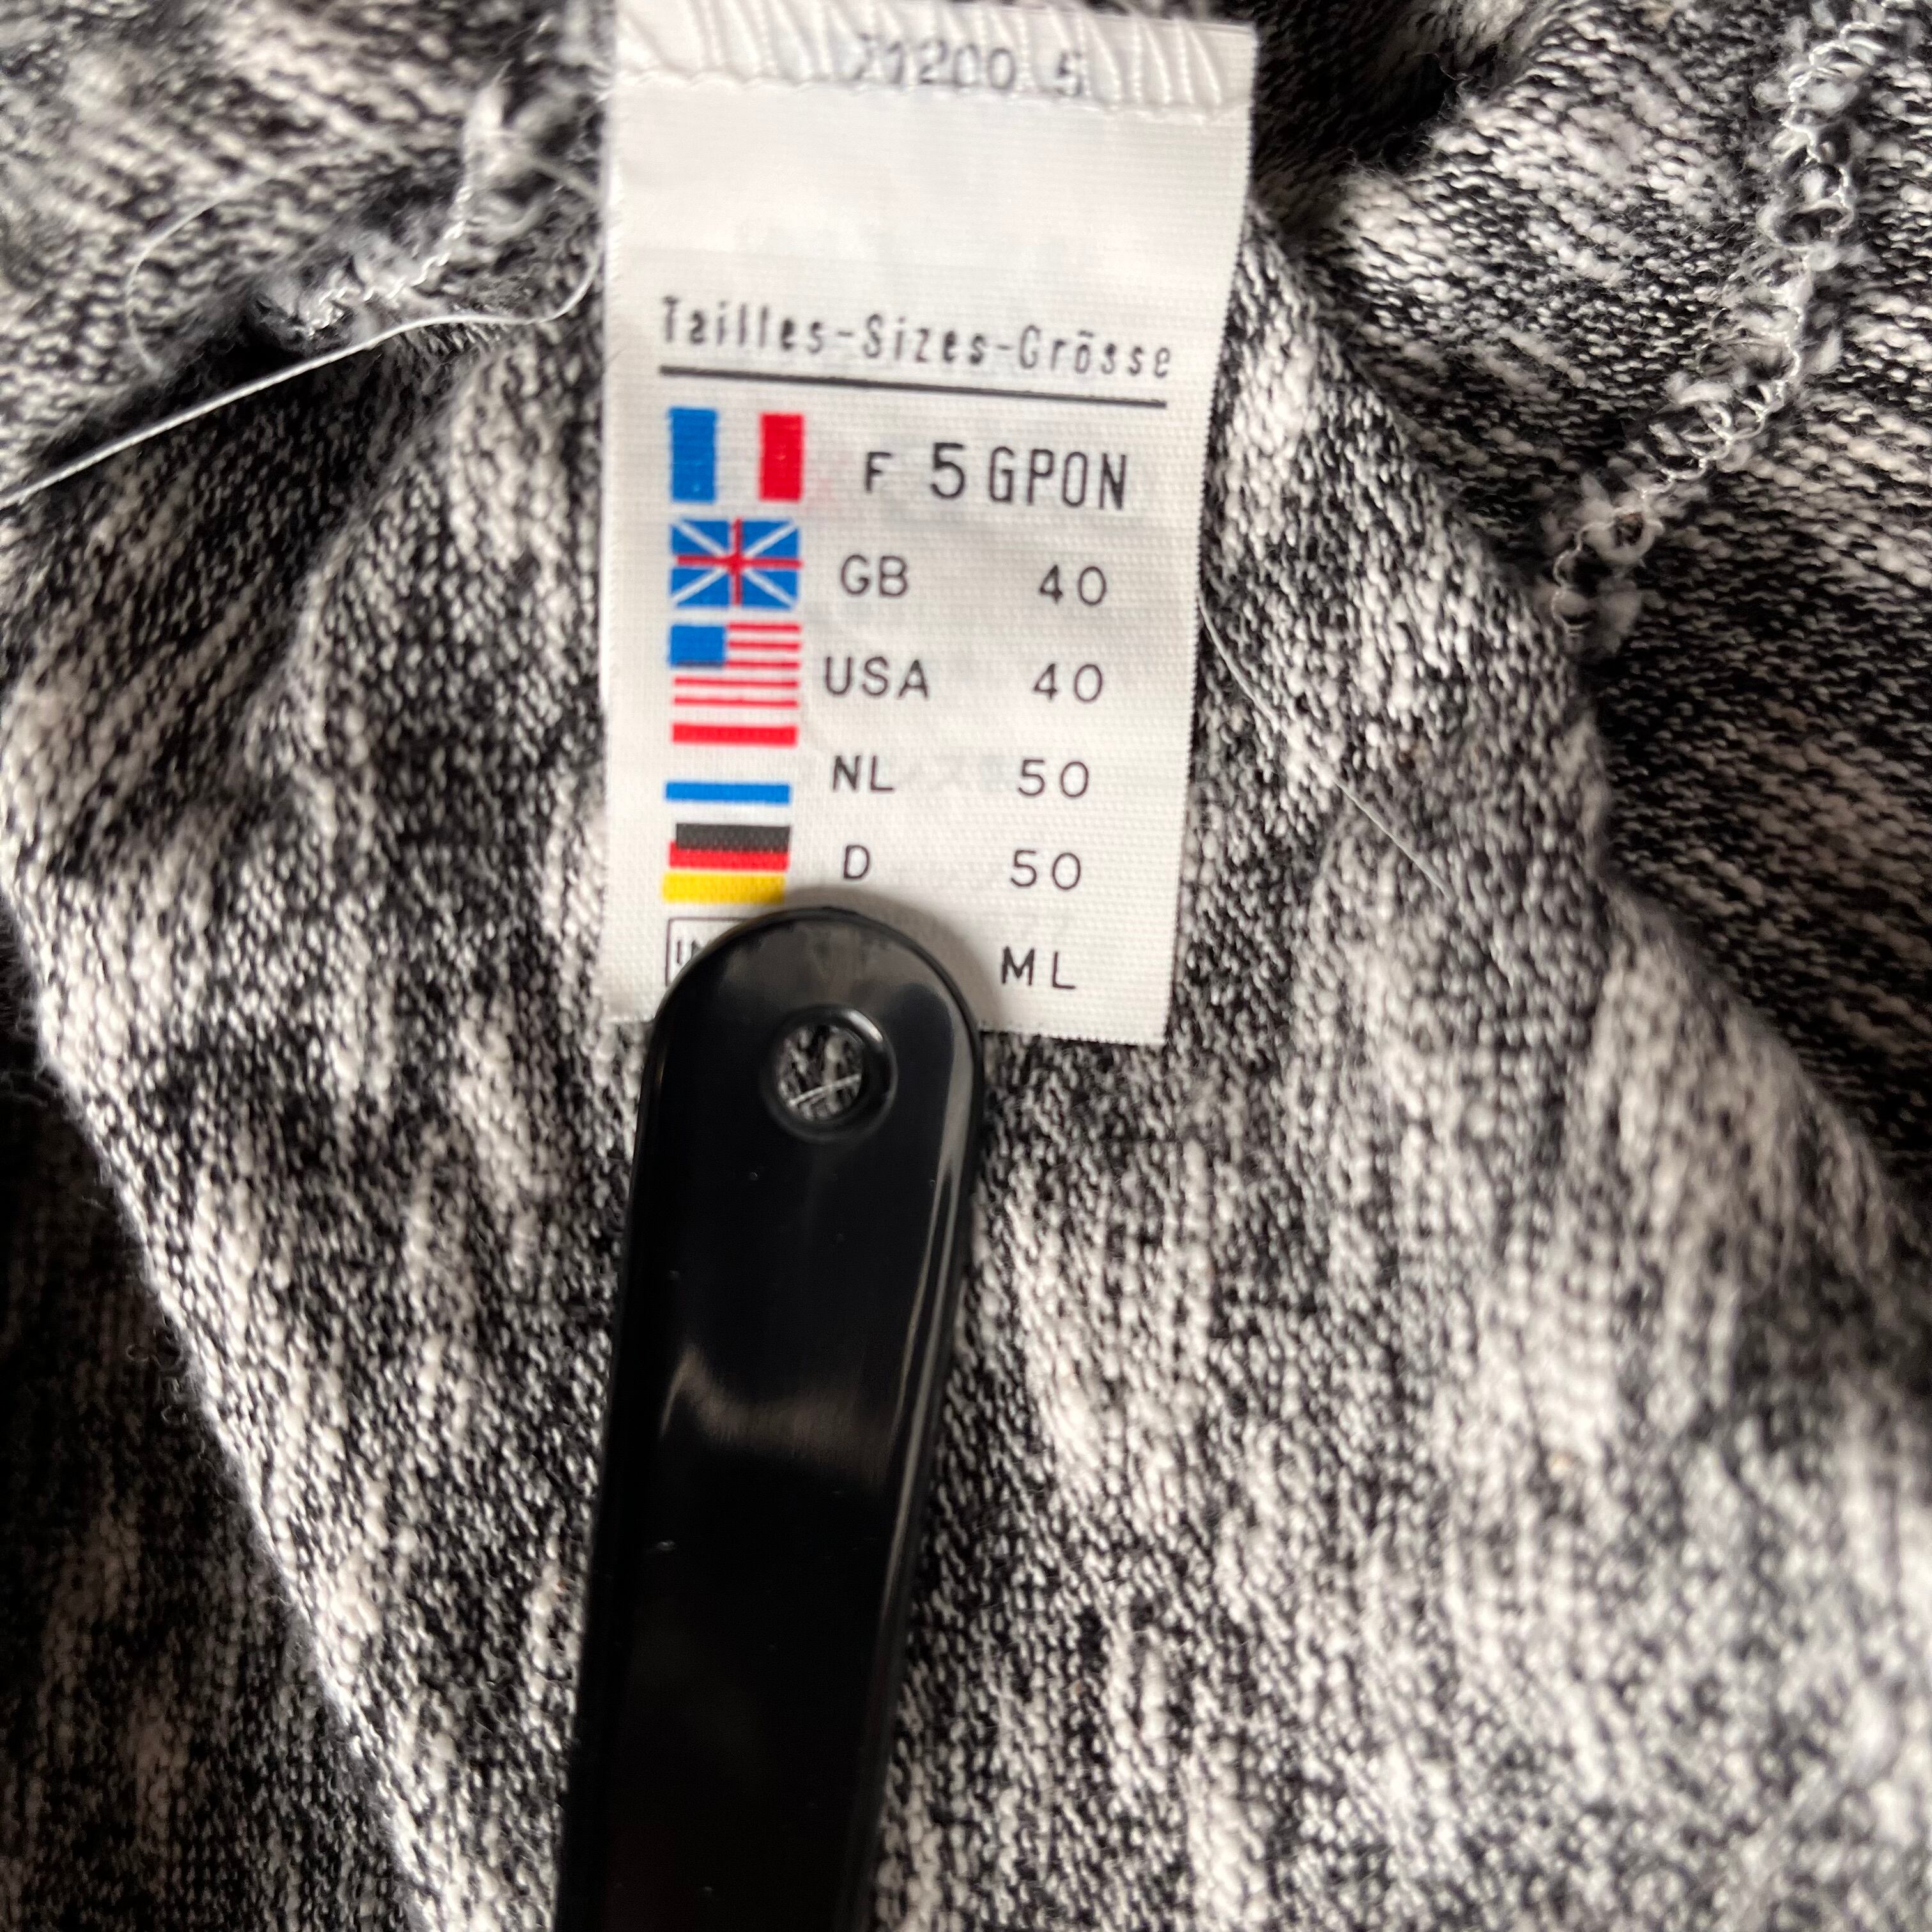 71200 5
Tailles-Sizes-Grösse
F 5 GPON
GB 40
USA 40
NL 50
D 50
ML